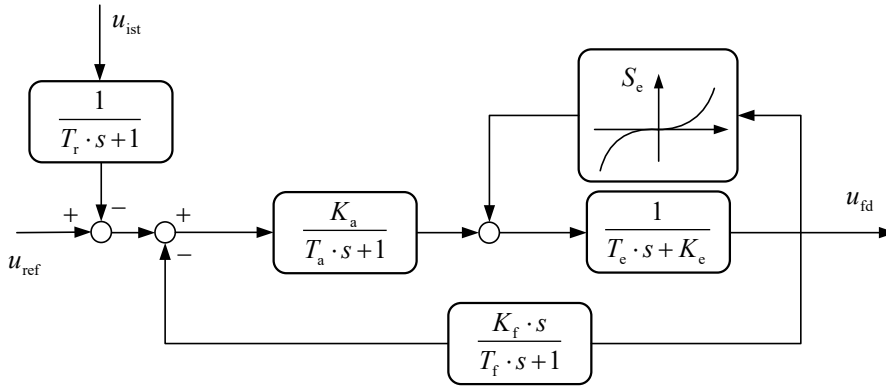 u_ist
1
T_r · s + 1
S_e
+ −
+
K_a
T_a · s + 1
1
T_e · s + K_e
u_fd
u_ref
−
K_f · s
T_f · s + 1